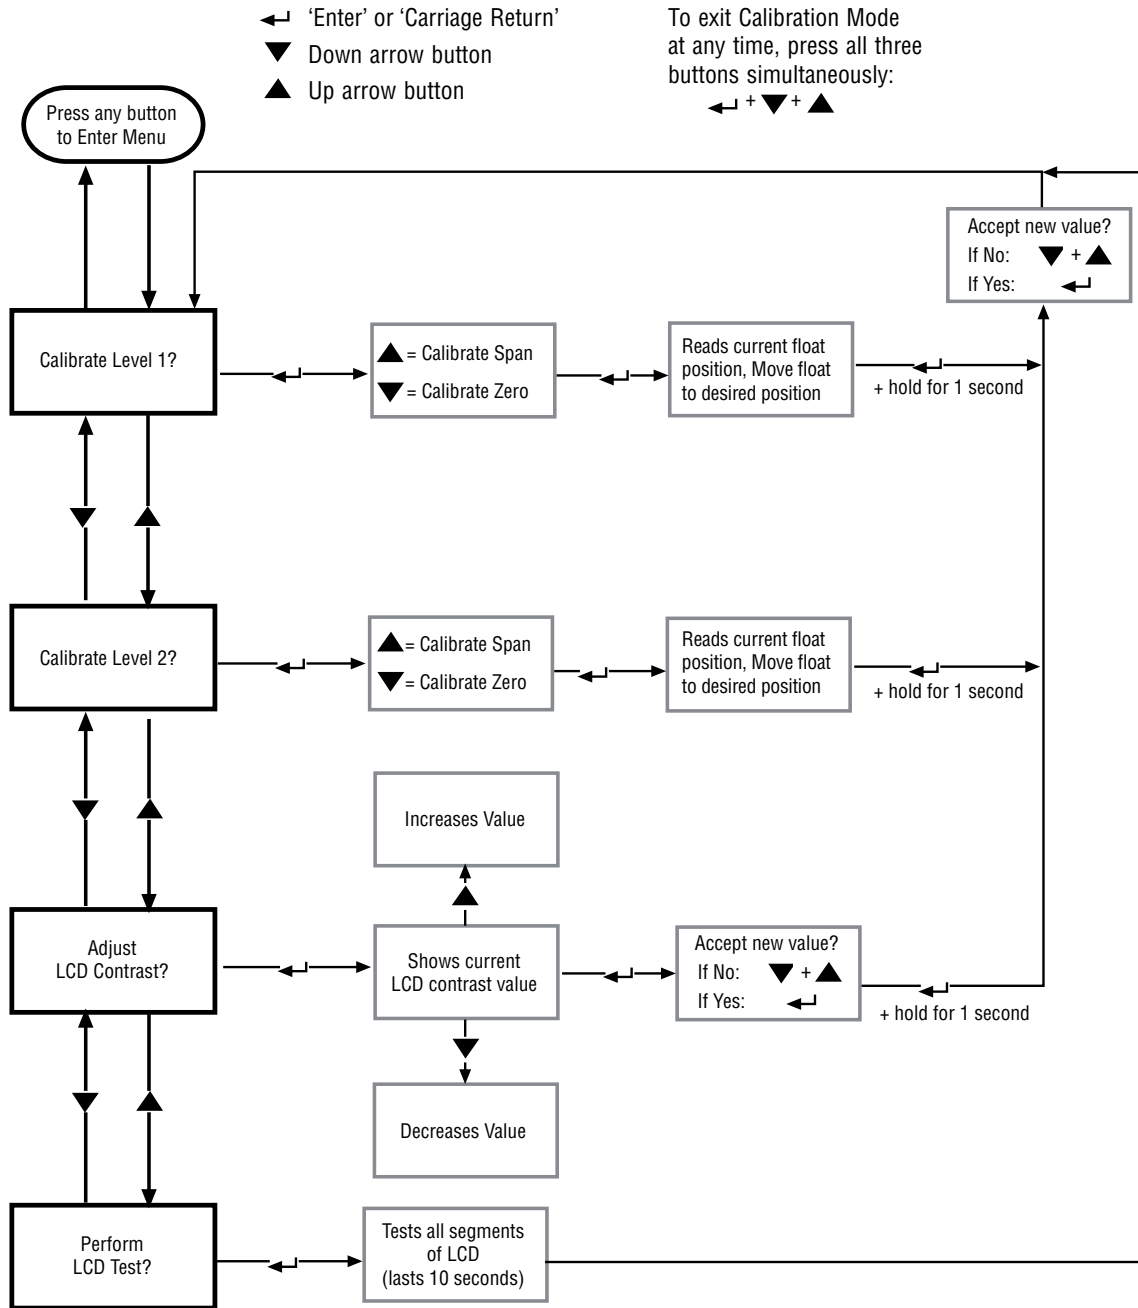 ‘Enter’ or ‘Carriage Return’
Down arrow button
Up arrow button
To exit Calibration Mode
at any time, press all three
buttons simultaneously:
+ +
Press any button
to Enter Menu
Accept new value?
If No: +
If Yes:
Calibrate Level 1?
= Calibrate Span
= Calibrate Zero
Reads current float
position, Move float
to desired position
+ hold for 1 second
Calibrate Level 2?
= Calibrate Span
= Calibrate Zero
Reads current float
position, Move float
to desired position
+ hold for 1 second
Increases Value
Adjust
LCD Contrast?
Shows current
LCD contrast value
Accept new value?
If No: +
If Yes:
+ hold for 1 second
Decreases Value
Perform
LCD Test?
Tests all segments
of LCD
(lasts 10 seconds)